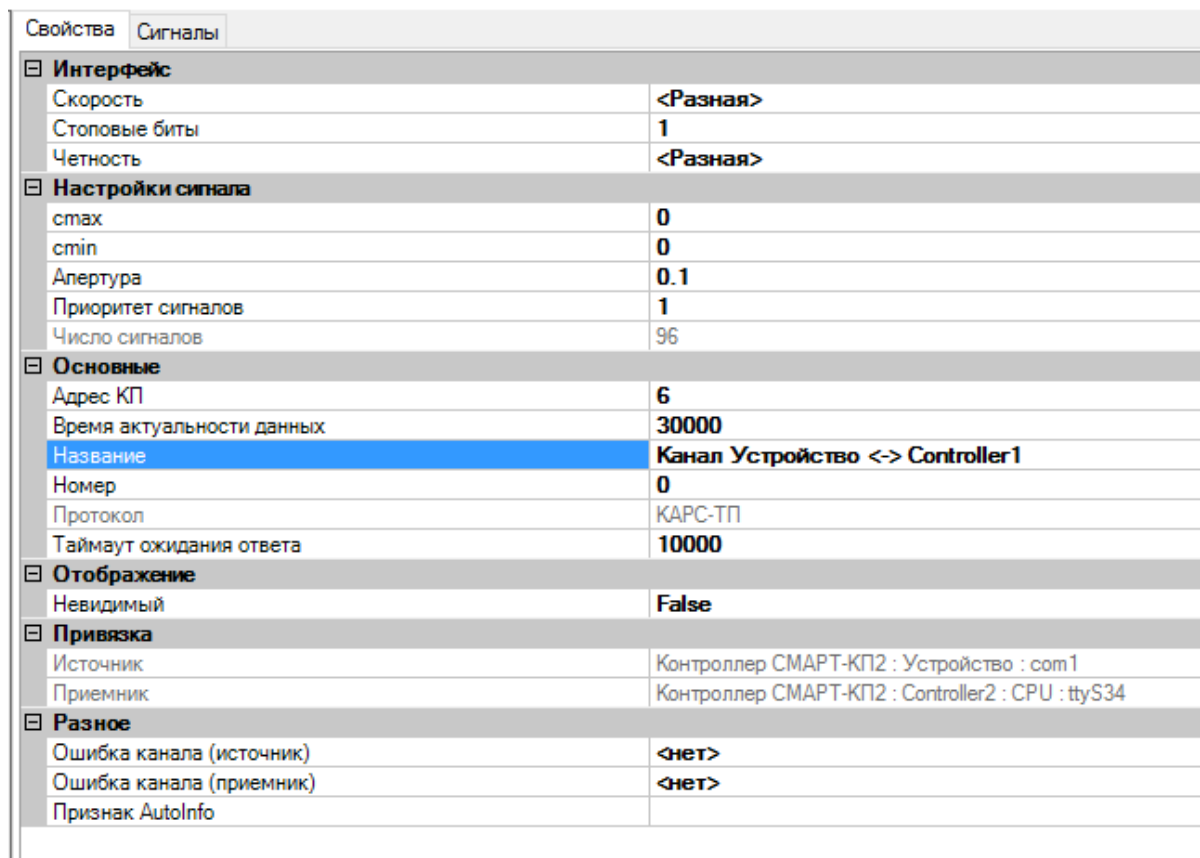 Свойства Сигналы
Интерфейс
Скорость <Разная>
Стоповые биты 1
Четность <Разная>
Настройки сигнала
cmax 0
cmin 0
Апертура 0.1
Приоритет сигналов 1
Число сигналов 96
Основные
Адрес КП 6
Время актуальности данных 30000
Название Канал Устройство <-> Controller1
Номер 0
Протокол КАРС-ТП
Таймаут ожидания ответа 10000
Отображение
Невидимый False
Привязка
Источник Контроллер СМАРТ-КП2 : Устройство : com1
Приемник Контроллер СМАРТ-КП2 : Controller2 : CPU : ttyS34
Разное
Ошибка канала (источник) <нет>
Ошибка канала (приемник) <нет>
Признак AutoInfo